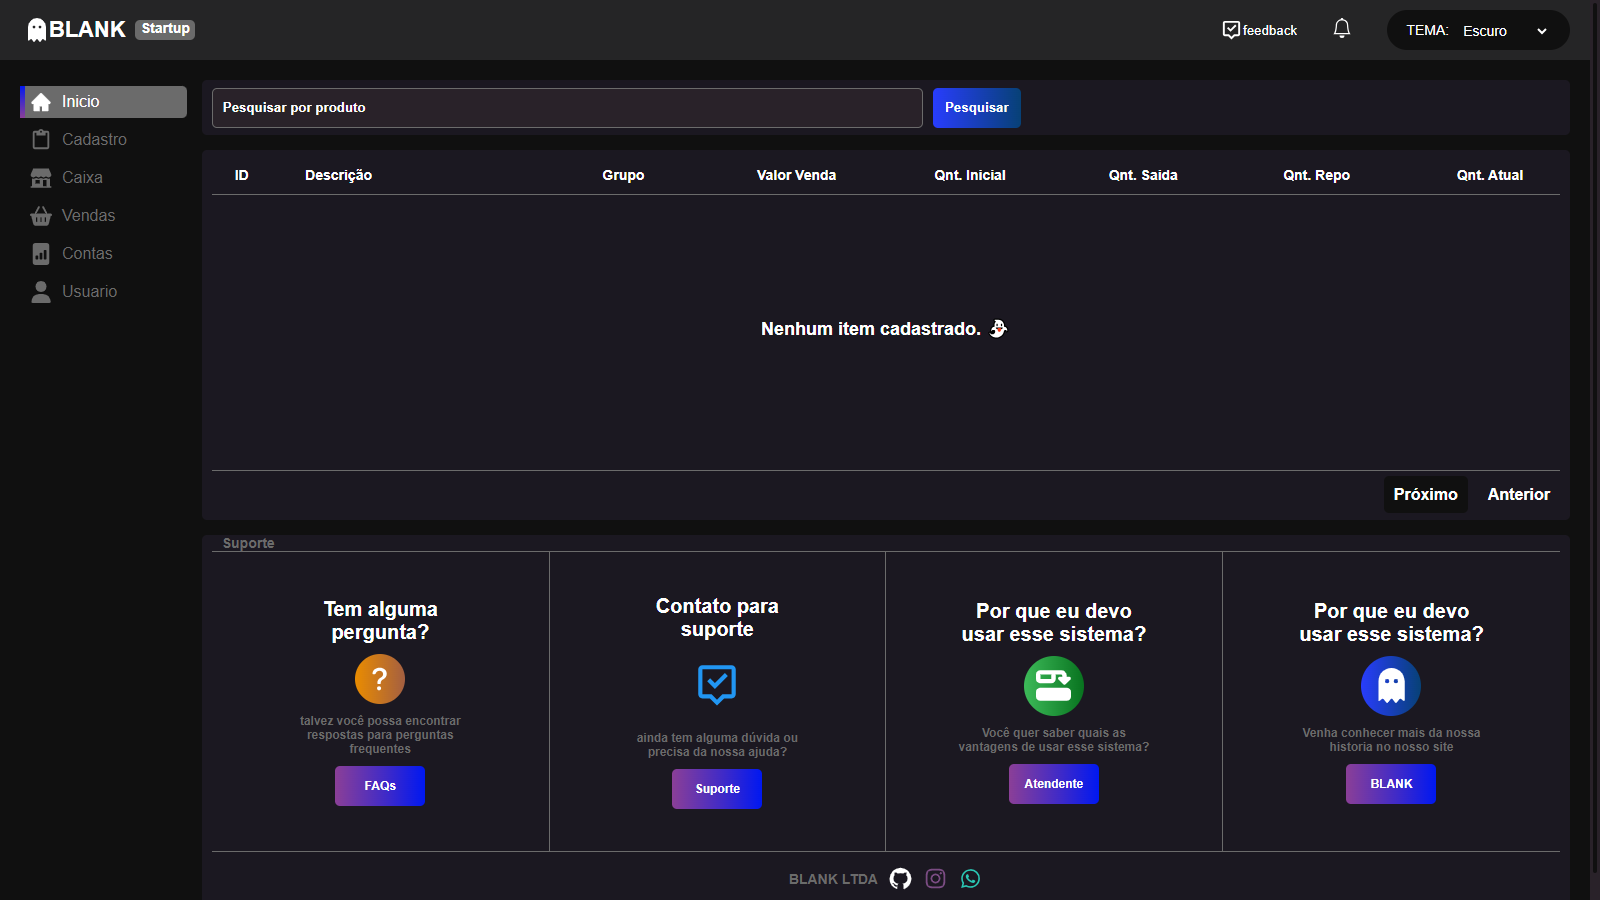 BLANK Startup
feedback
TEMA: Escuro
Inicio
Cadastro
Caixa
Vendas
Contas
Usuario
Pesquisar por produto
Pesquisar
ID Descrição Grupo Valor Venda Qnt. Inicial Qnt. Saida Qnt. Repo Qnt. Atual
Nenhum item cadastrado.
Próximo Anterior
Suporte
Tem alguma
pergunta?
?
talvez você possa encontrar
respostas para perguntas
frequentes
FAQs
Contato para
suporte
ainda tem alguma dúvida ou
precisa da nossa ajuda?
Suporte
Por que eu devo
usar esse sistema?
Você quer saber quais as
vantagens de usar esse sistema?
Atendente
Por que eu devo
usar esse sistema?
Venha conhecer mais da nossa
historia no nosso site
BLANK
BLANK LTDA